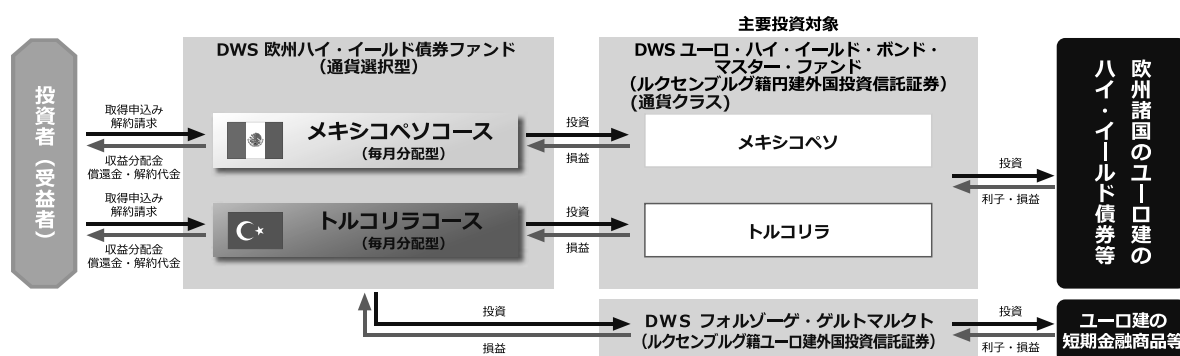 主要投資対象
投資者（受益者）
取得申込み
解約請求
収益分配金
償還金・解約代金
取得申込み
解約請求
収益分配金
償還金・解約代金
DWS 欧州ハイ・イールド債券ファンド
（通貨選択型）
メキシコペソコース
（毎月分配型）
トルコリラコース
（毎月分配型）
投資
損益
投資
損益
DWS ユーロ・ハイ・イールド・ボンド・
マスター・ファンド
（ルクセンブルグ籍円建外国投資信託証券）
（通貨クラス）
メキシコペソ
トルコリラ
投資
利子・損益
欧州諸国のユーロ建の
ハイ・イールド債券等
投資
損益
DWS フォルゾーゲ・ゲルトマルクト
（ルクセンブルグ籍ユーロ建外国投資信託証券）
投資
利子・損益
ユーロ建の
短期金融商品等